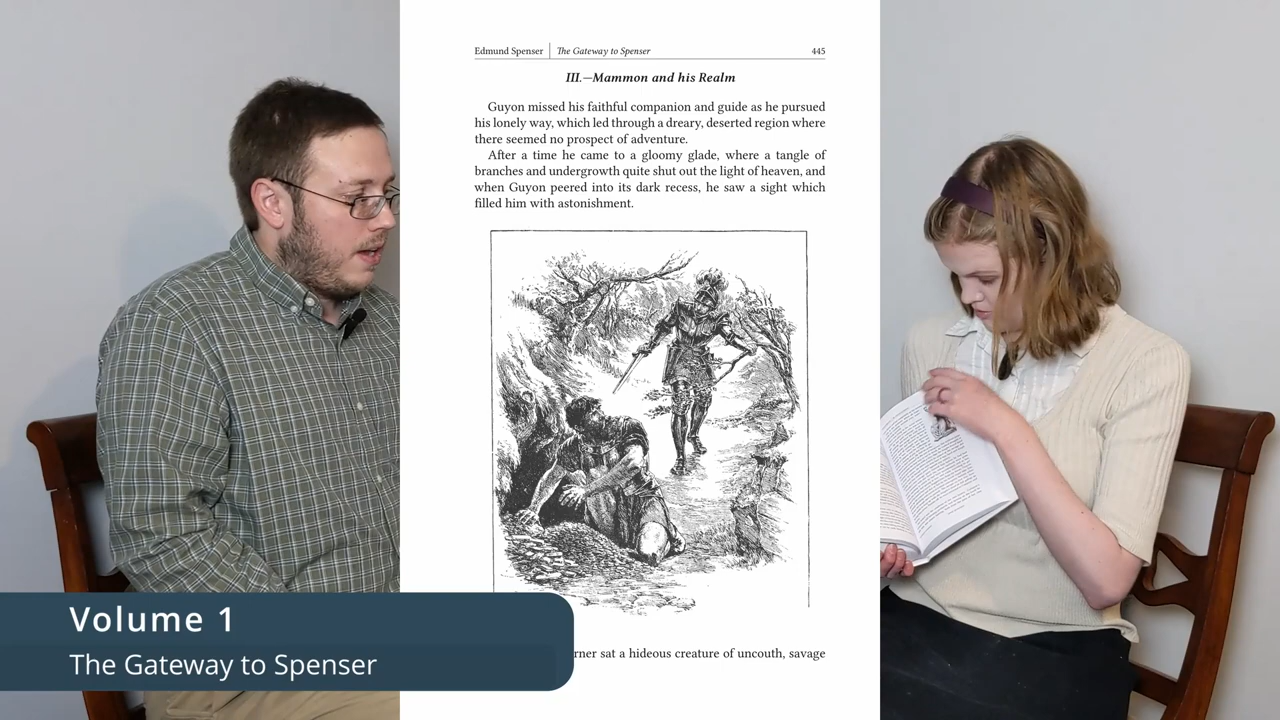 Edmund Spenser The Gateway to Spenser 445
III.—Mammon and his Realm
Guyon missed his faithful companion and guide as he pursued
his lonely way, which led through a dreary, deserted region where
there seemed no prospect of adventure.
After a time he came to a gloomy glade, where a tangle of
branches and undergrowth quite shut out the light of heaven, and
when Guyon peered into its dark recess, he saw a sight which
filled him with astonishment.
rner sat a hideous creature of uncouth, savage
Volume 1
The Gateway to Spenser